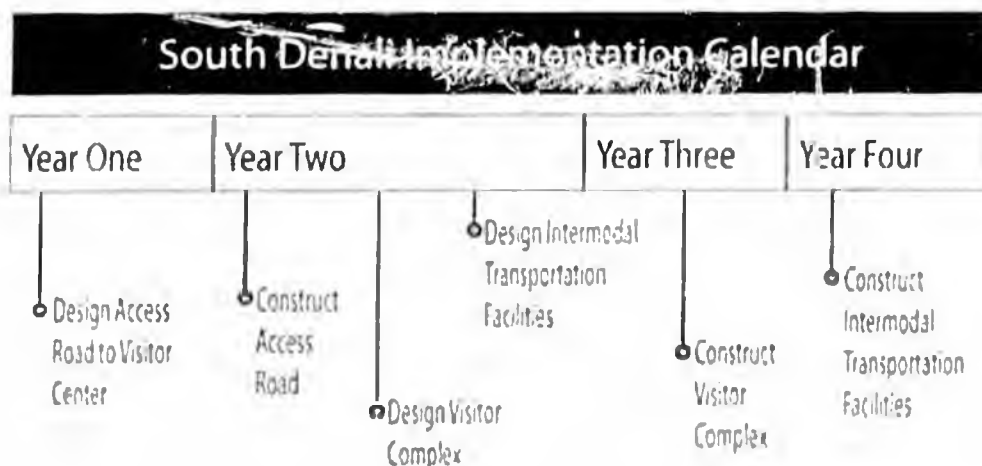 South Denali Implementation Calendar
Year One
Year Two
Year Three
Year Four
Design Access
Road to Visitor
Center
Construct
Access
Road
Design Visitor
Complex
Design Intermodal
Transportation
Facilities
Construct
Visitor
Complex
Construct
Intermodal
Transportation
Facilities